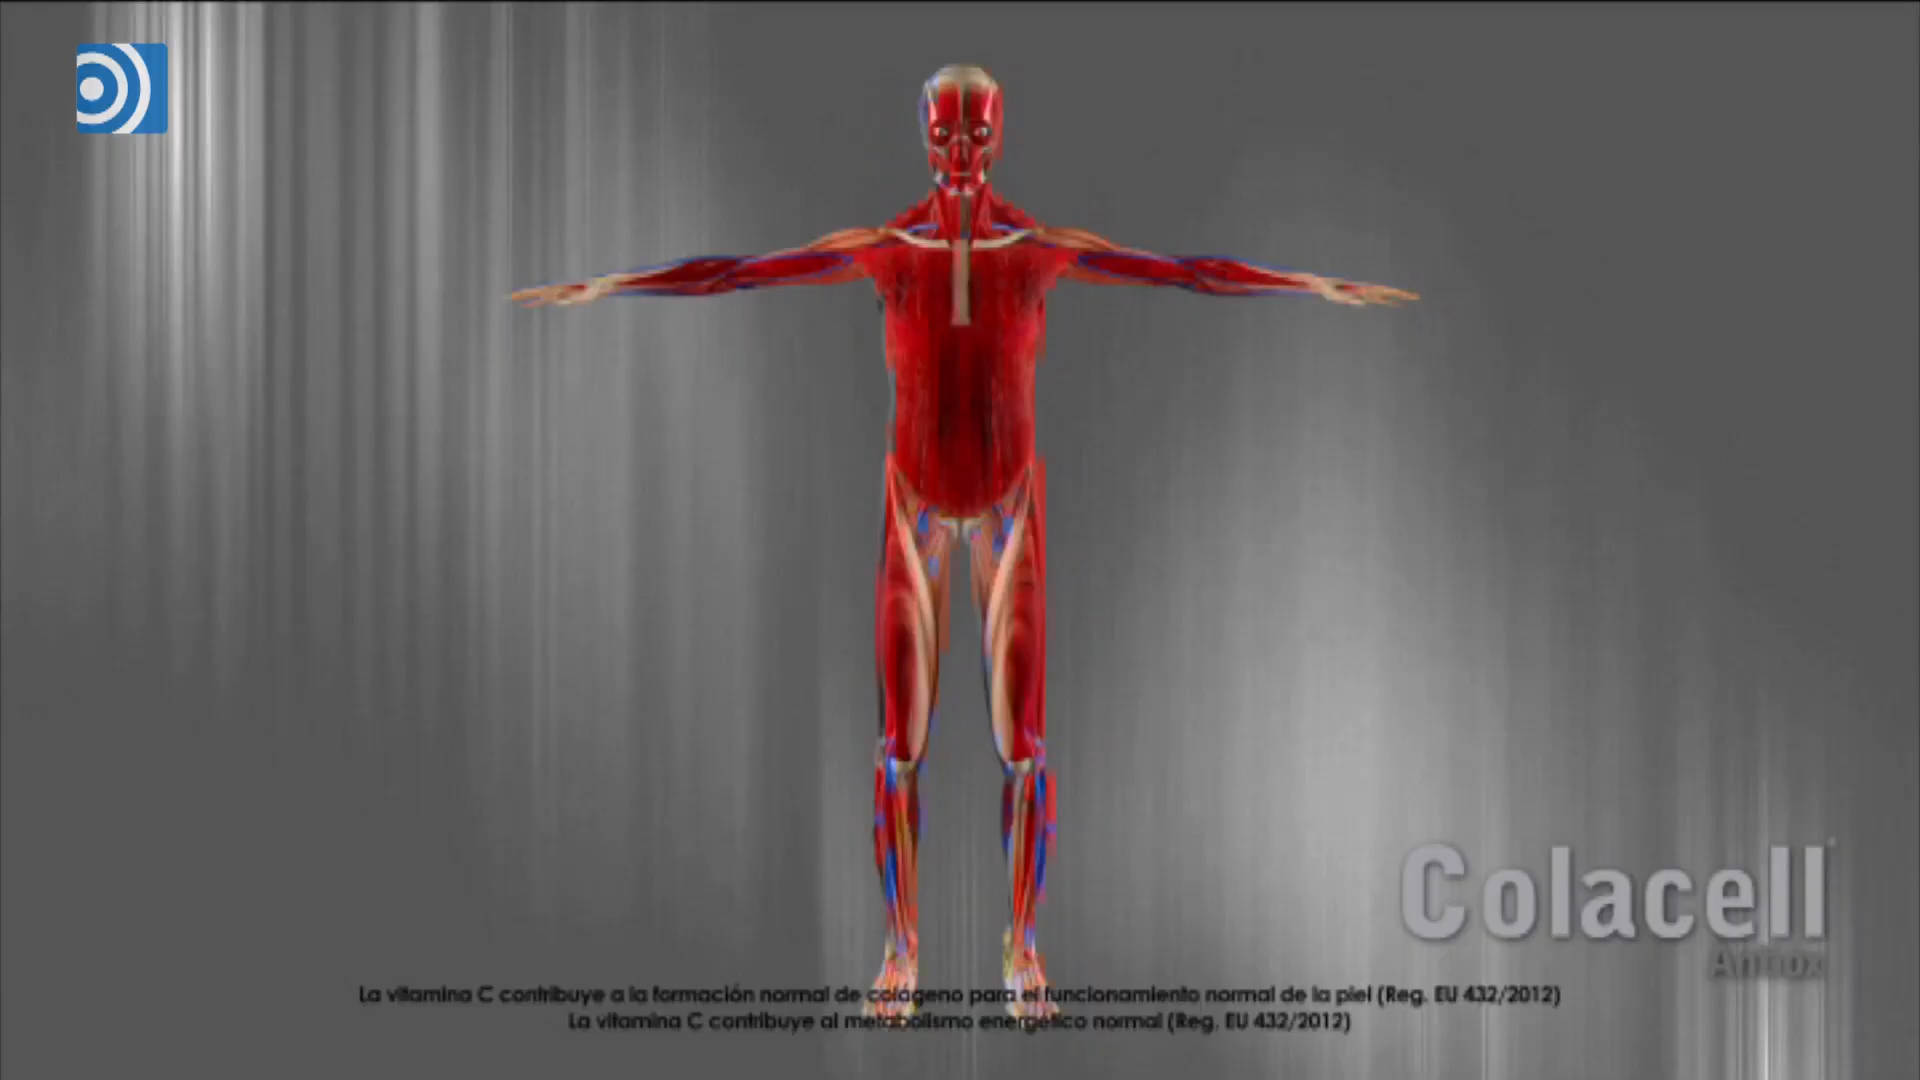 Colacell
Antiox
La vitamina C contribuye a la formación normal de colágeno para el funcionamiento normal de la piel (Reg. EU 432/2012)
La vitamina C contribuye al metabolismo energético normal (Reg. EU 432/2012)